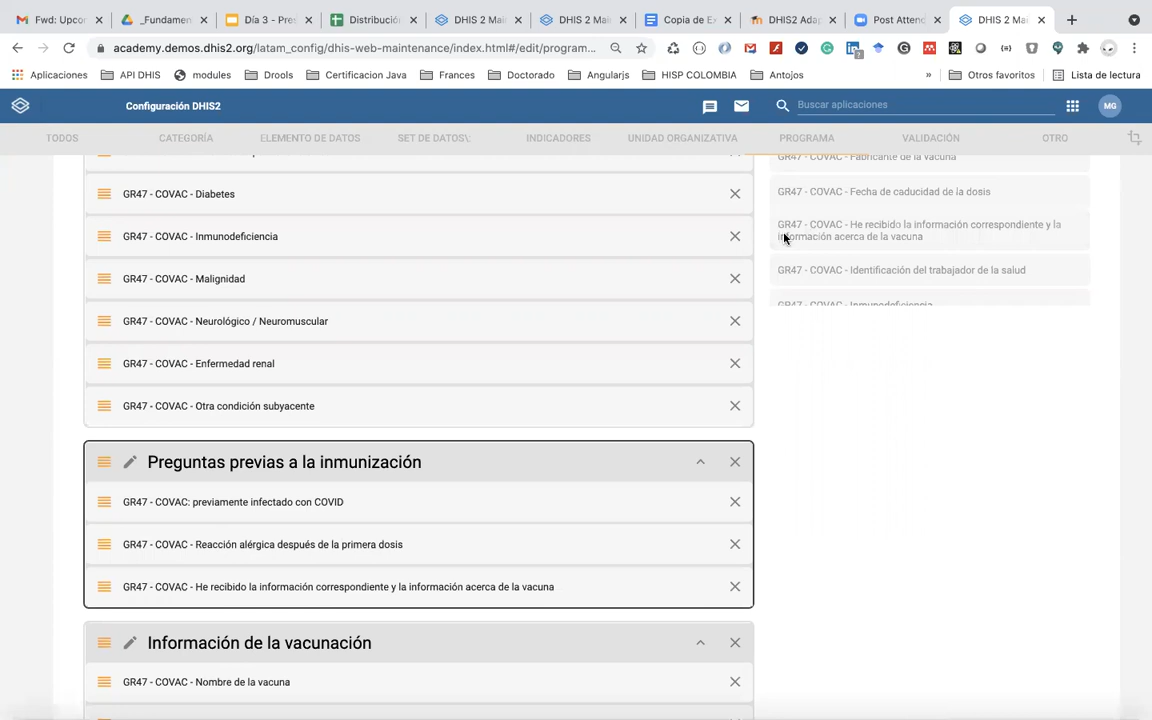 Fwd: Upcor
_Fundamen
Día 3 - Pres
Distribución
DHIS 2 Mai
DHIS 2 Mai
Copia de E
DHIS2 Adap
Post Attend
DHIS 2 Mai
academy.demos.dhis2.org/latam_config/dhis-web-maintenance/index.html#/edit/program...
Aplicaciones
API DHIS
modules
Drools
Certificacion Java
Frances
Doctorado
Angularjs
HISP COLOMBIA
Antojos
»
Otros favoritos
Lista de lectura
Configuración DHIS2
Buscar aplicaciones
MG
TODOS
CATEGORÍA
ELEMENTO DE DATOS
SET DE DATOS\;
INDICADORES
UNIDAD ORGANIZATIVA
PROGRAMA
VALIDACIÓN
OTRO
GR47 - COVAC - Diabetes
GR47 - COVAC - Inmunodeficiencia
GR47 - COVAC - Malignidad
GR47 - COVAC - Neurológico / Neuromuscular
GR47 - COVAC - Enfermedad renal
GR47 - COVAC - Otra condición subyacente
Preguntas previas a la inmunización
GR47 - COVAC: previamente infectado con COVID
GR47 - COVAC - Reacción alérgica después de la primera dosis
GR47 - COVAC - He recibido la información correspondiente y la información acerca de la vacuna
Información de la vacunación
GR47 - COVAC - Nombre de la vacuna
GR47 - COVAC - Fabricante de la vacuna
GR47 - COVAC - Fecha de caducidad de la dosis
GR47 - COVAC - He recibido la información correspondiente y la
información acerca de la vacuna
GR47 - COVAC - Identificación del trabajador de la salud
GR47 - COVAC - Inmunodeficiencia